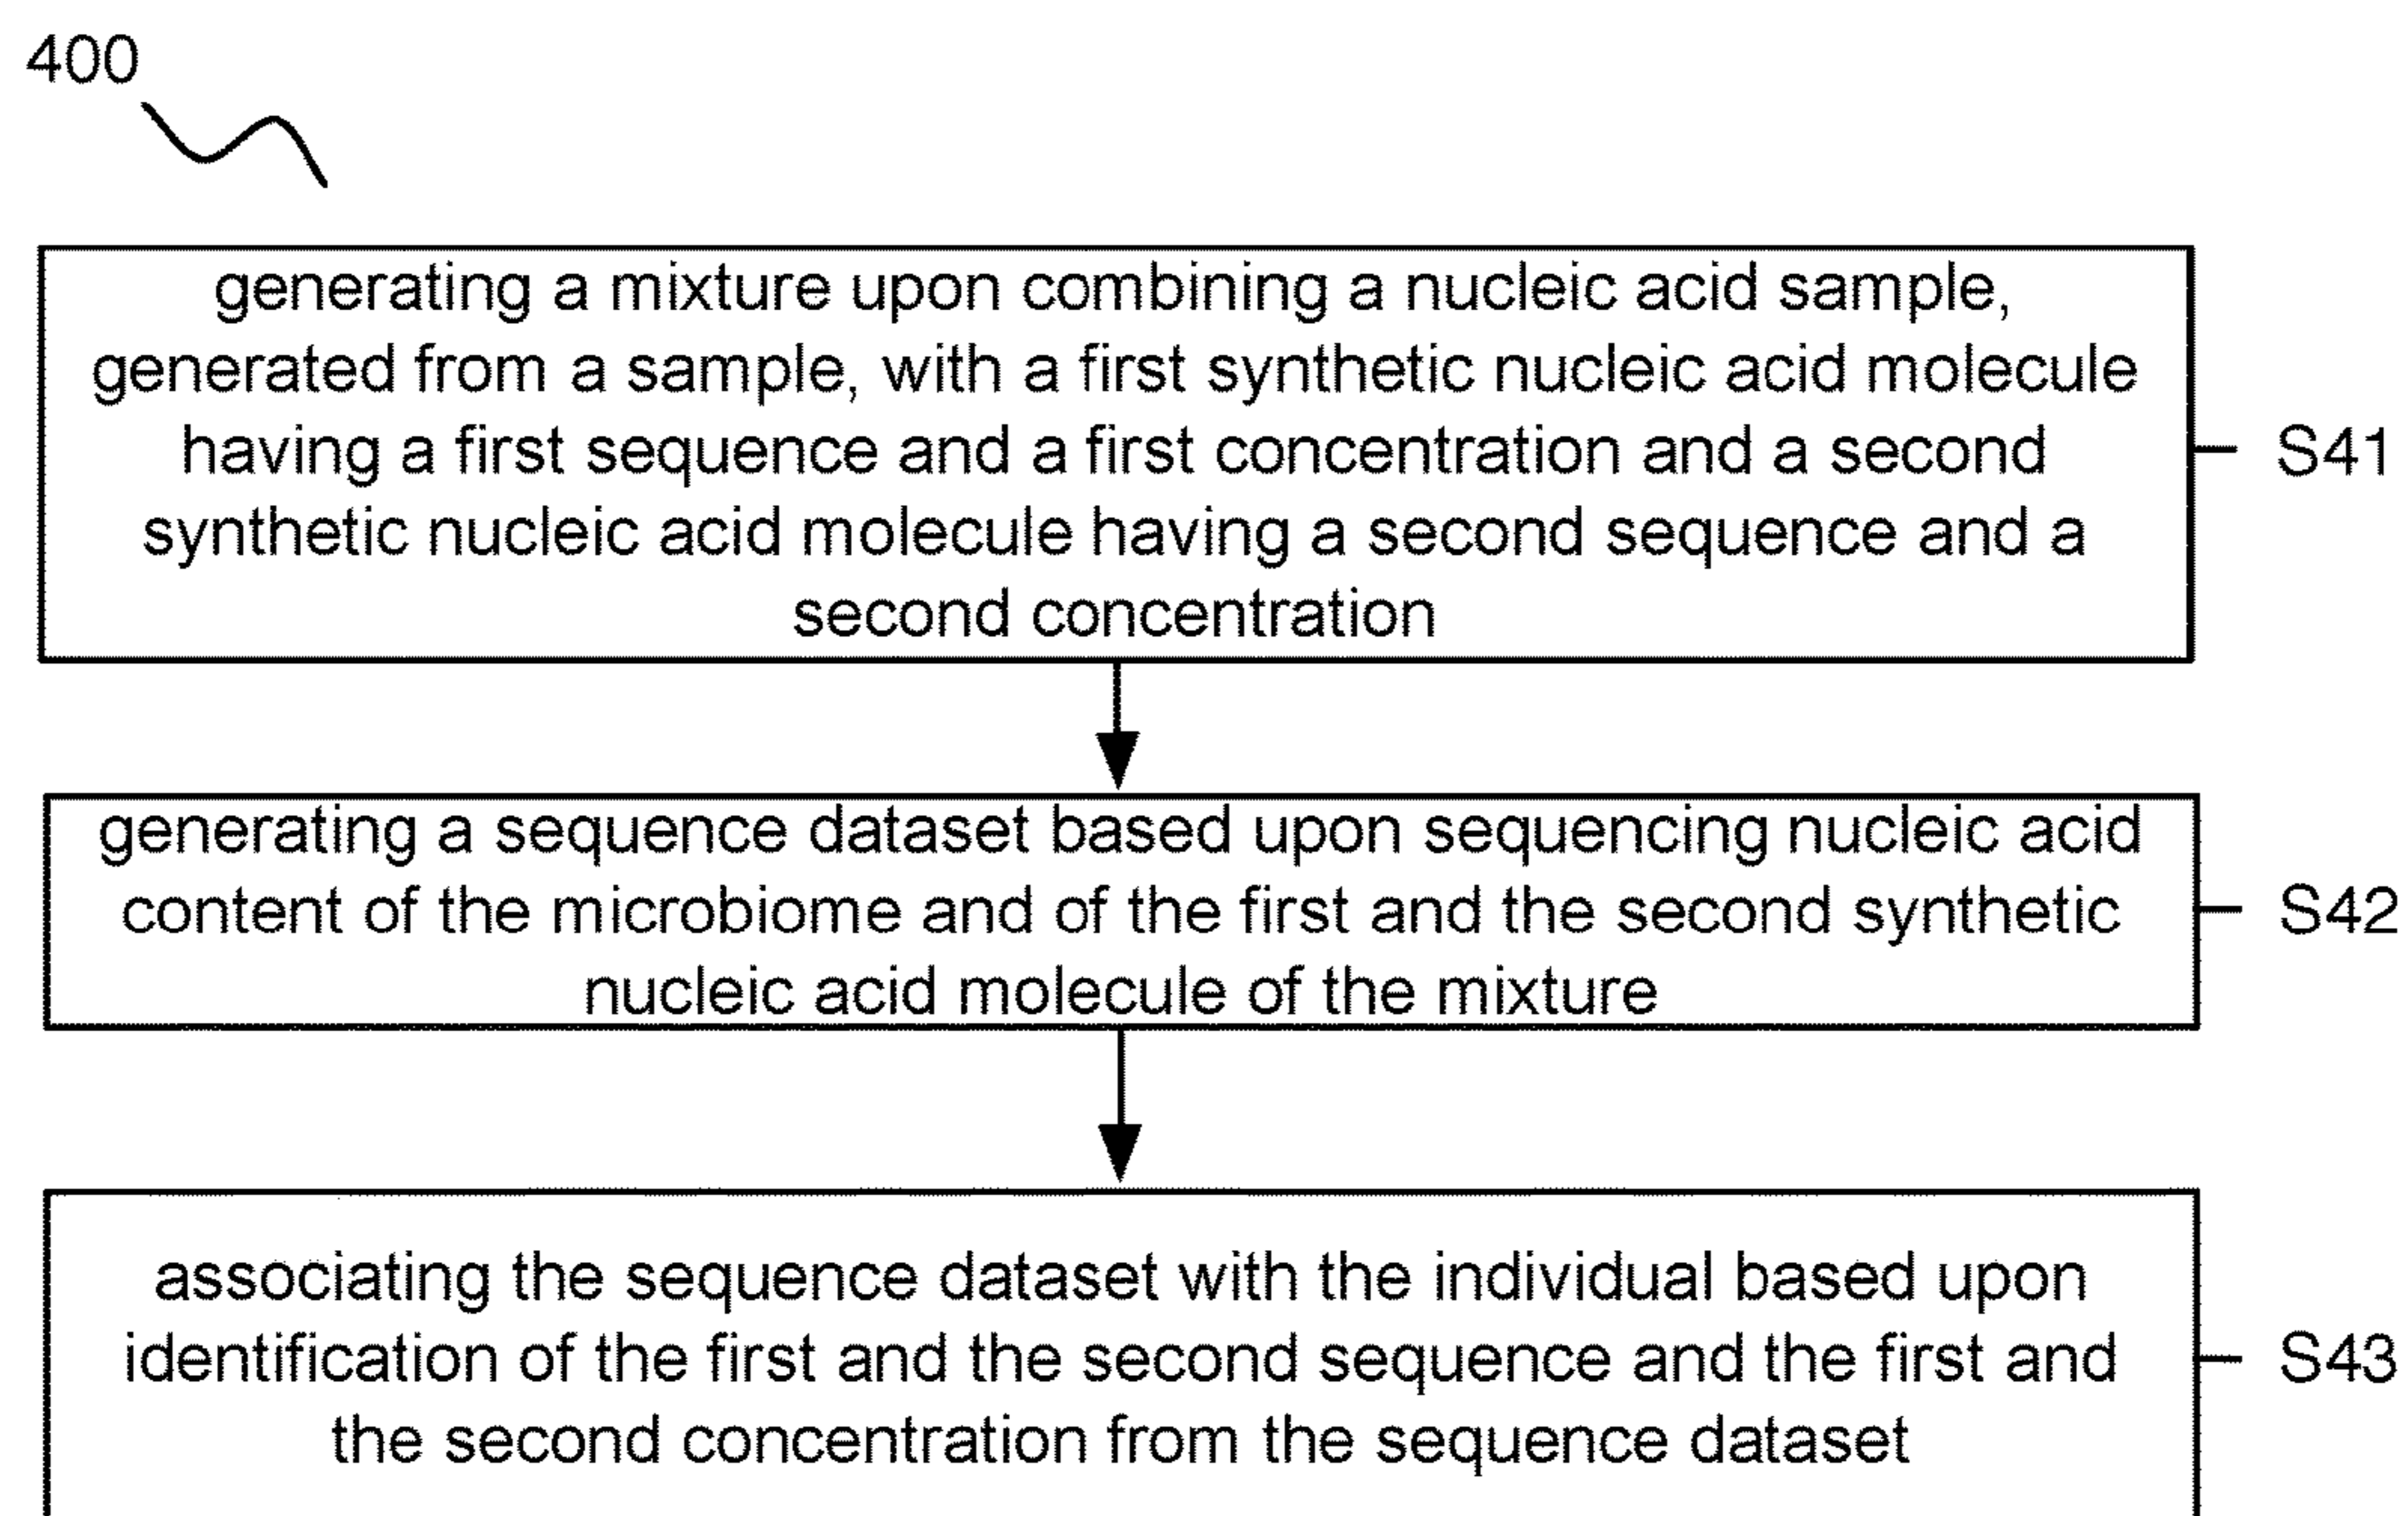 400
generating a mixture upon combining a nucleic acid sample,
generated from a sample, with a first synthetic nucleic acid molecule
having a first sequence and a first concentration and a second
synthetic nucleic acid molecule having a second sequence and a
second concentration
S41
generating a sequence dataset based upon sequencing nucleic acid
content of the microbiome and of the first and the second synthetic
nucleic acid molecule of the mixture
S42
associating the sequence dataset with the individual based upon
identification of the first and the second sequence and the first and
the second concentration from the sequence dataset
S43